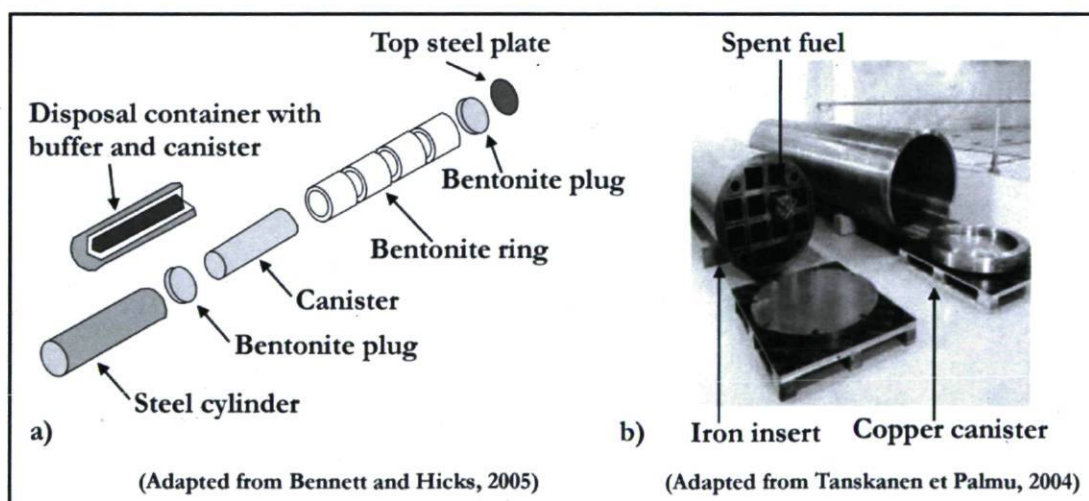 Top steel plate
Disposal container with
buffer and canister
Bentonite plug
Bentonite ring
Canister
Bentonite plug
Steel cylinder
a)
(Adapted from Bennett and Hicks, 2005)
Spent fuel
b)
Iron insert
Copper canister
(Adapted from Tanskanen et Palmu, 2004)